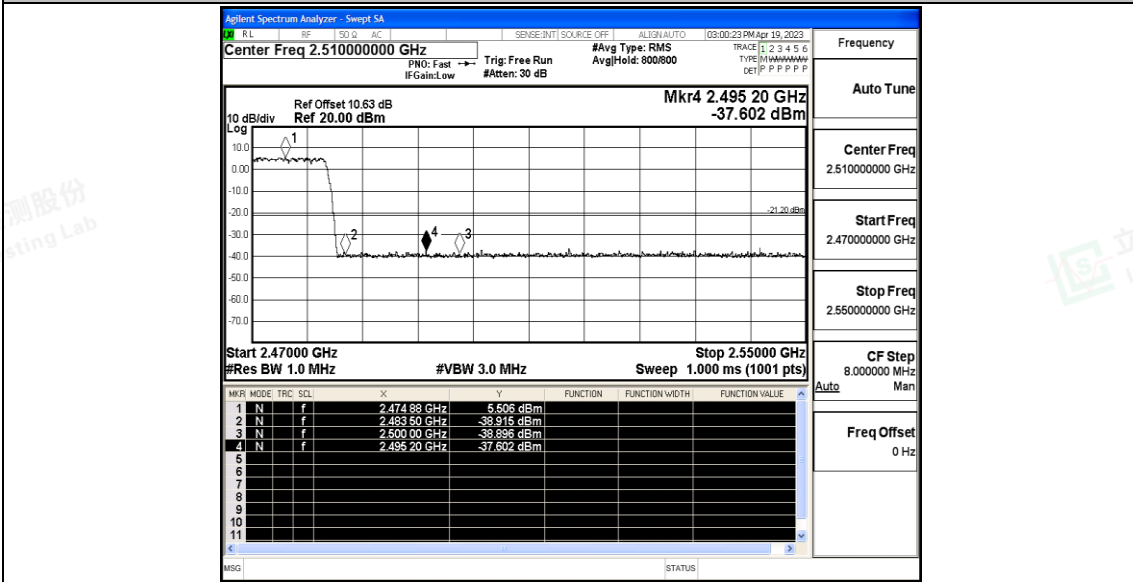 Agilent Spectrum Analyzer - Swept SA
RL RF 50 Ω AC SENSE:INT SOURCE OFF ALIGN AUTO 03:00:23 PM Apr 19, 2023
Center Freq 2.510000000 GHz
PNO: Fast
IFGain:Low
Trig: Free Run
#Atten: 30 dB
#Avg Type: RMS
Avg|Hold: 800/800
TRACE 1 2 3 4 5 6
TYPE M WWWWW
DET P P P P P P
Ref Offset 10.63 dB
10 dB/div Ref 20.00 dBm
Log
Mkr4 2.495 20 GHz
-37.602 dBm
10.0
0.00
-10.0
-20.0
-30.0
-40.0
-50.0
-60.0
-70.0
1
2
4
3
-21.20 dBm
Start 2.47000 GHz Stop 2.55000 GHz
#Res BW 1.0 MHz #VBW 3.0 MHz Sweep 1.000 ms (1001 pts)
MKR MODE TRC SCL X Y FUNCTION FUNCTION WIDTH FUNCTION VALUE
1 N f 2.474 88 GHz 5.506 dBm
2 N f 2.483 50 GHz -38.915 dBm
3 N f 2.500 00 GHz -38.896 dBm
4 N f 2.495 20 GHz -37.602 dBm
5
6
7
8
9
10
11
MSG STATUS
Frequency
Auto Tune
Center Freq
2.510000000 GHz
Start Freq
2.470000000 GHz
Stop Freq
2.550000000 GHz
CF Step
8.000000 MHz
Auto Man
Freq Offset
0 Hz
测股份
sting Lab
立
LCS